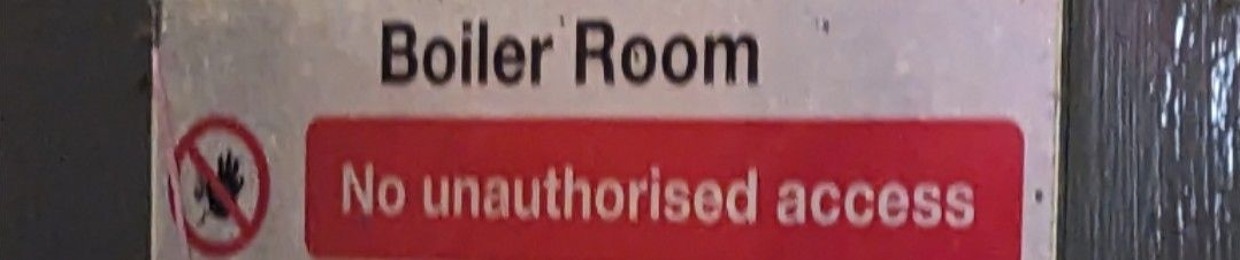 Boiler Room
No unauthorised access